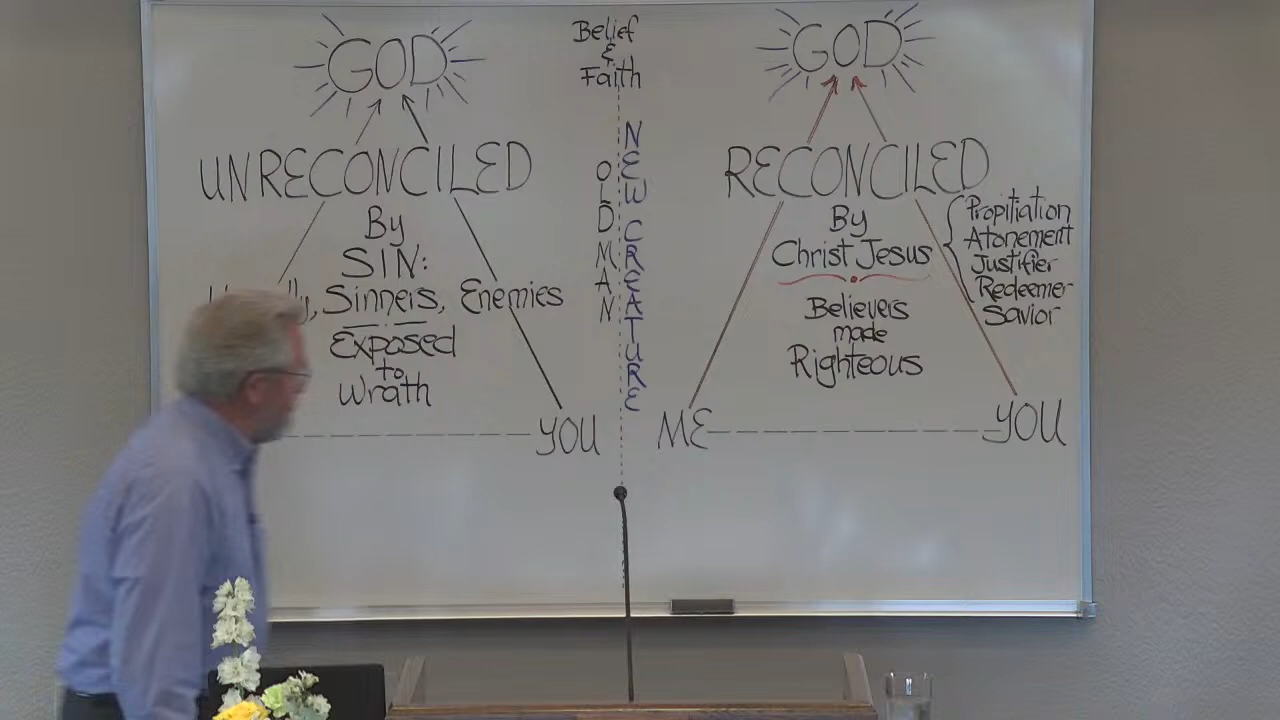 GOD
UNRECONCILED
By
SIN:
Sinners, Enemies
Exposed
to
Wrath
YOU
Belief
&
Faith
OLD MAN
NEW CREATURE
GOD
RECONCILED
By
Christ Jesus
Believers
made
Righteous
Propitiation
Atonement
Justifier
Redeemer
Savior
ME
YOU